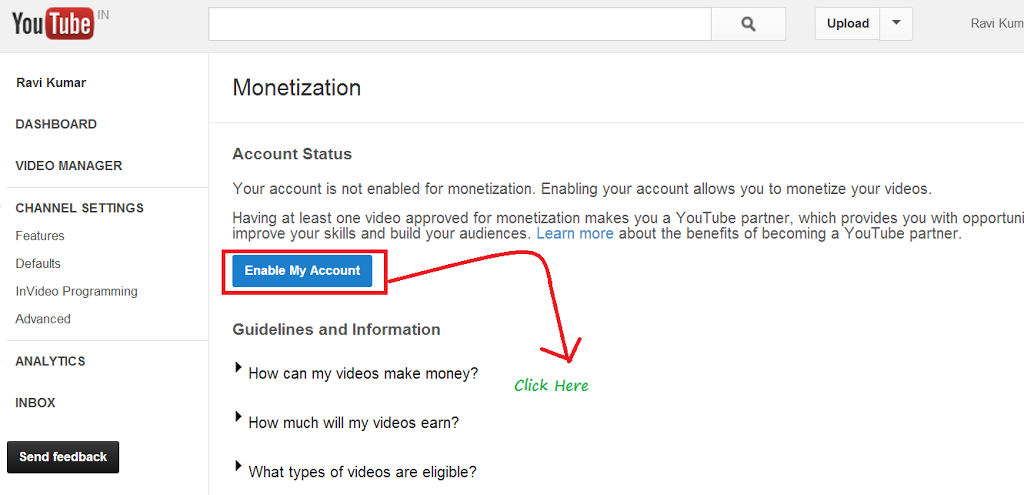 YouTube IN
Upload
Ravi Kum
Ravi Kumar
DASHBOARD
VIDEO MANAGER
CHANNEL SETTINGS
Features
Defaults
InVideo Programming
Advanced
ANALYTICS
INBOX
Send feedback
Monetization
Account Status
Your account is not enabled for monetization. Enabling your account allows you to monetize your videos.
Having at least one video approved for monetization makes you a YouTube partner, which provides you with opportuni
improve your skills and build your audiences. Learn more about the benefits of becoming a YouTube partner.
Enable My Account
Guidelines and Information
How can my videos make money?
Click Here
How much will my videos earn?
What types of videos are eligible?